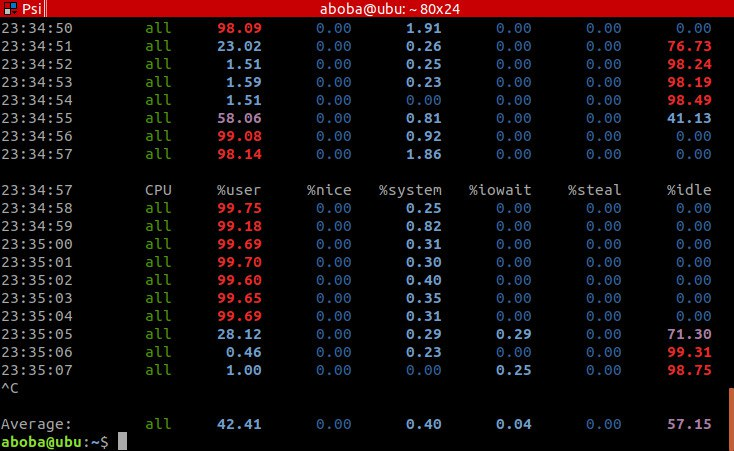 Psi aboba@ubu: ~ 80x24
23:34:50 all 98.09 0.00 1.91 0.00 0.00 0.00
23:34:51 all 23.02 0.00 0.26 0.00 0.00 76.73
23:34:52 all 1.51 0.00 0.25 0.00 0.00 98.24
23:34:53 all 1.59 0.00 0.23 0.00 0.00 98.19
23:34:54 all 1.51 0.00 0.00 0.00 0.00 98.49
23:34:55 all 58.06 0.00 0.81 0.00 0.00 41.13
23:34:56 all 99.08 0.00 0.92 0.00 0.00 0.00
23:34:57 all 98.14 0.00 1.86 0.00 0.00 0.00
23:34:57 CPU %user %nice %system %iowait %steal %idle
23:34:58 all 99.75 0.00 0.25 0.00 0.00 0.00
23:34:59 all 99.18 0.00 0.82 0.00 0.00 0.00
23:35:00 all 99.69 0.00 0.31 0.00 0.00 0.00
23:35:01 all 99.70 0.00 0.30 0.00 0.00 0.00
23:35:02 all 99.60 0.00 0.40 0.00 0.00 0.00
23:35:03 all 99.65 0.00 0.35 0.00 0.00 0.00
23:35:04 all 99.69 0.00 0.31 0.00 0.00 0.00
23:35:05 all 28.12 0.00 0.29 0.29 0.00 71.30
23:35:06 all 0.46 0.00 0.23 0.00 0.00 99.31
23:35:07 all 1.00 0.00 0.00 0.25 0.00 98.75
^C
Average: all 42.41 0.00 0.40 0.04 0.00 57.15
aboba@ubu:~$